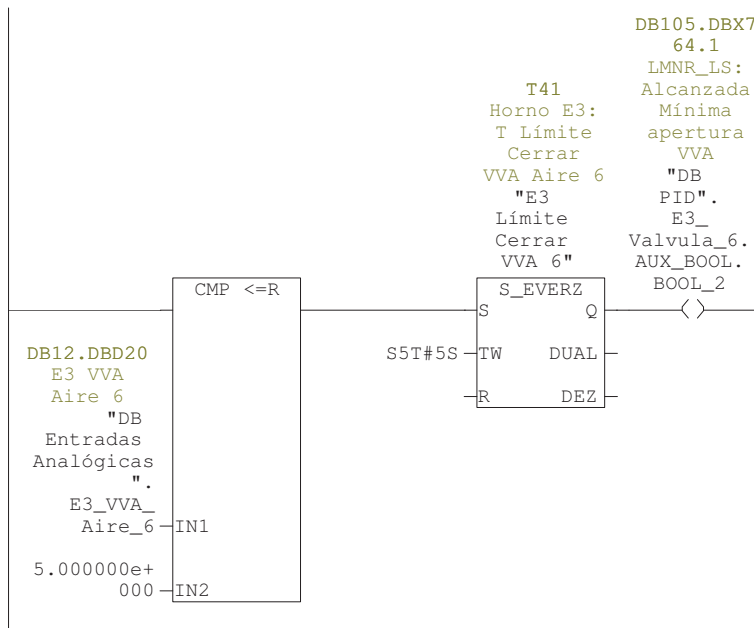 DB105.DBX7
64.1
LMNR_LS:
Alcanzada
Mínima
apertura
VVA
"DB
PID".
E3_
Valvula_6.
AUX_BOOL.
BOOL_2
T41
Horno E3:
T Límite
Cerrar
VVA Aire 6
"E3
Límite
Cerrar
VVA 6"
CMP <=R
S_EVERZ
S Q
( )
S5T#5S TW DUAL
R DEZ
DB12.DBD20
E3 VVA
Aire 6
"DB
Entradas
Analógicas
".
E3_VVA_
Aire_6 IN1
5.000000e+
000 IN2